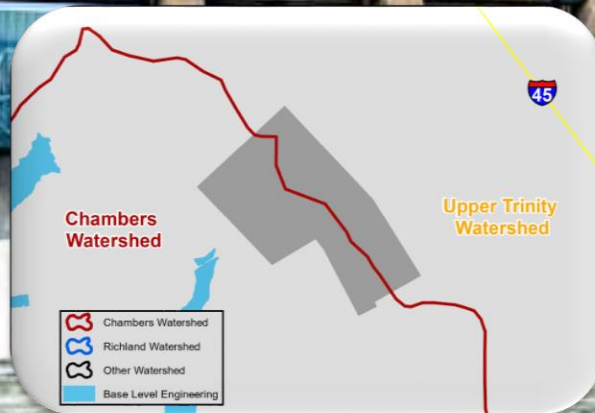 45
Chambers
Watershed
Upper Trinity
Watershed
Chambers Watershed
Richland Watershed
Other Watershed
Base Level Engineering